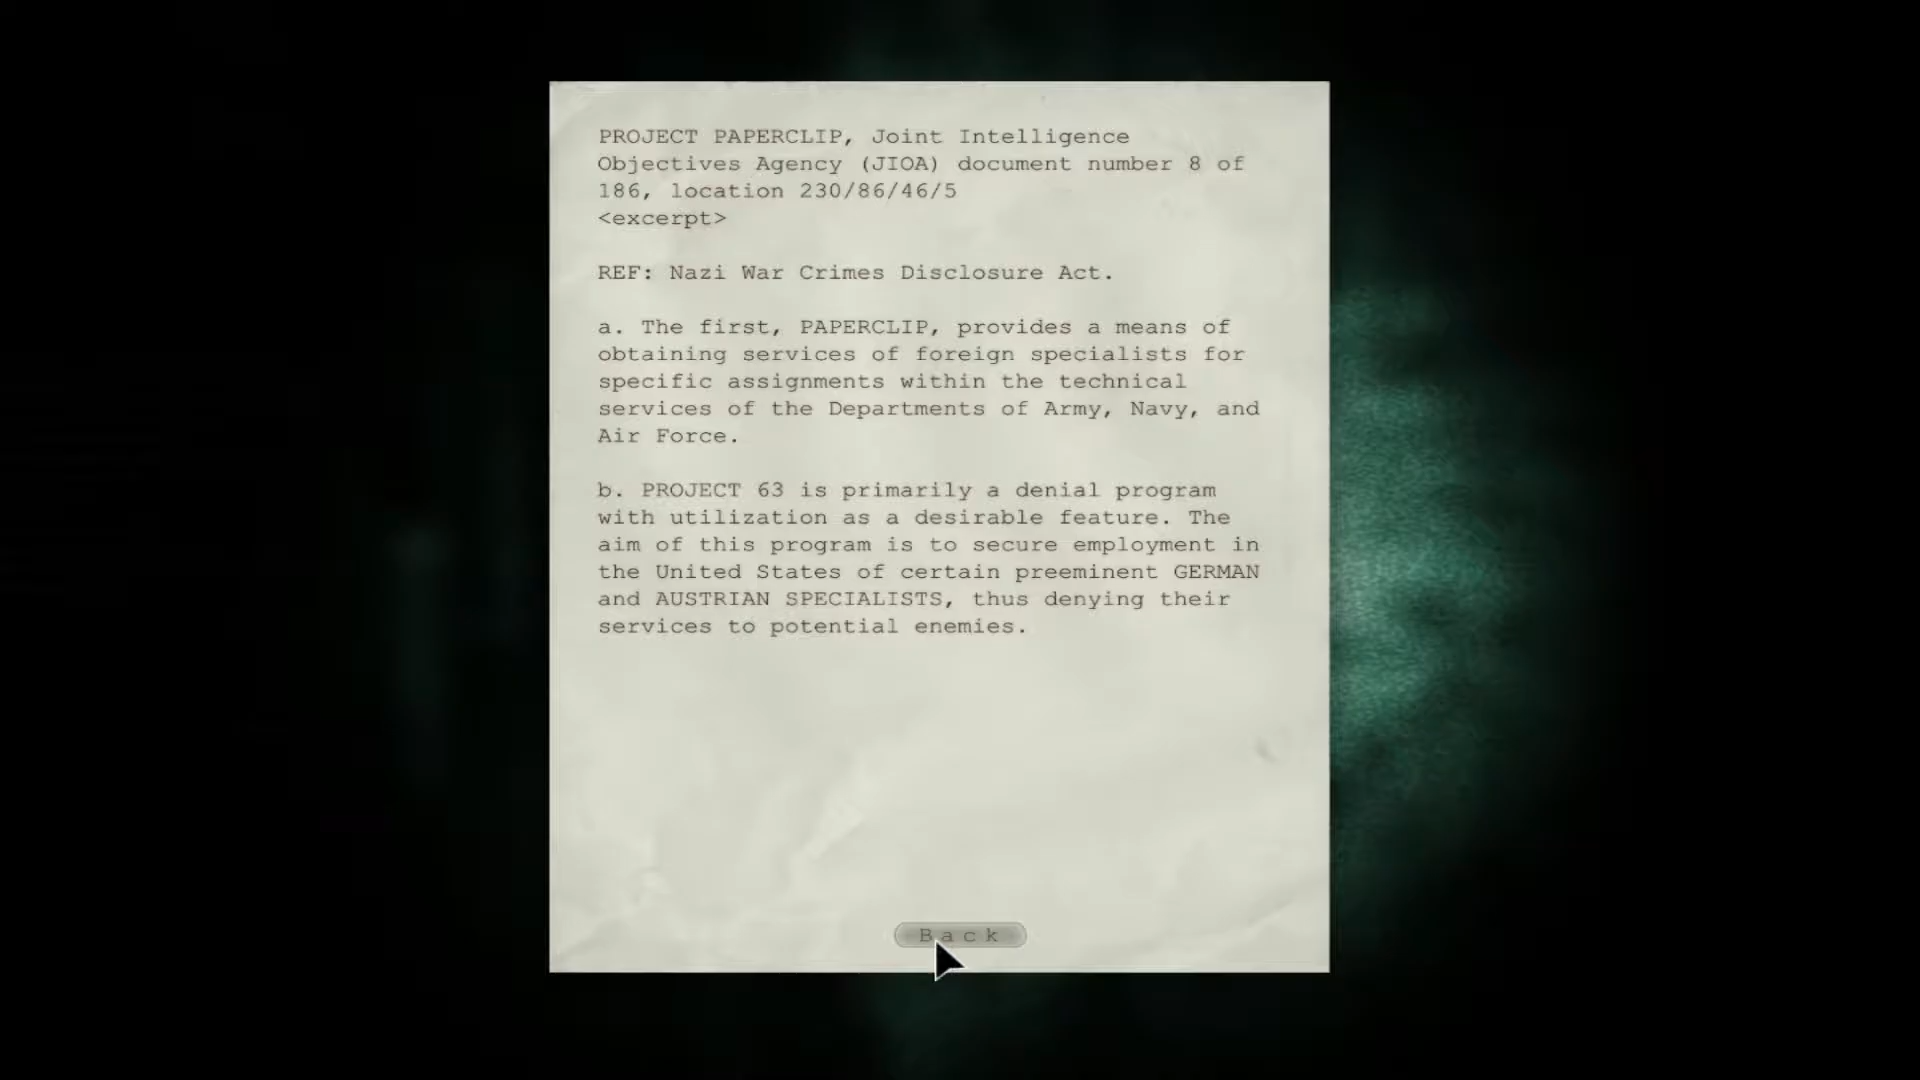 PROJECT PAPERCLIP, Joint Intelligence
Objectives Agency (JIOA) document number 8 of
186, location 230/86/46/5
<excerpt>
REF: Nazi War Crimes Disclosure Act.
a. The first, PAPERCLIP, provides a means of
obtaining services of foreign specialists for
specific assignments within the technical
services of the Departments of Army, Navy, and
Air Force.
b. PROJECT 63 is primarily a denial program
with utilization as a desirable feature. The
aim of this program is to secure employment in
the United States of certain preeminent GERMAN
and AUSTRIAN SPECIALISTS, thus denying their
services to potential enemies.
Back